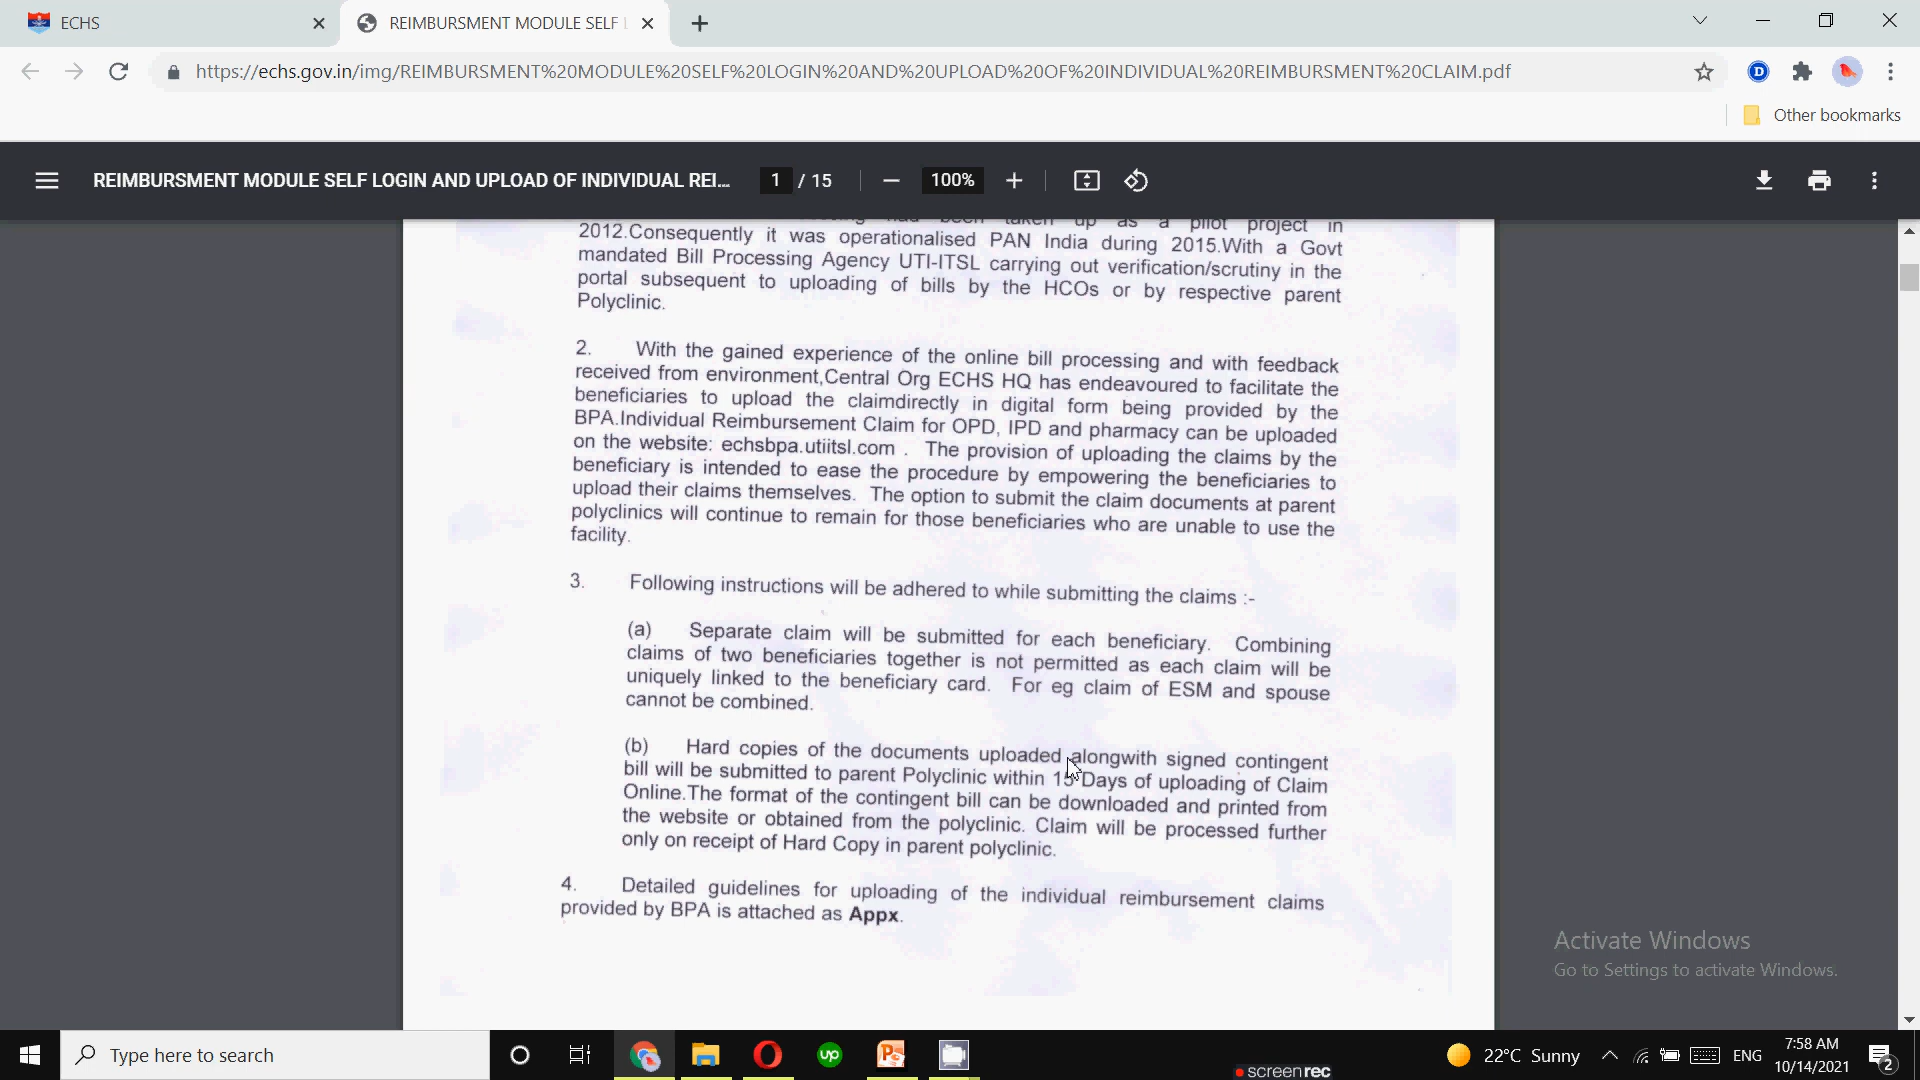 ECHS
REIMBURSMENT MODULE SELF
https://echs.gov.in/img/REIMBURSMENT%20MODULE%20SELF%20LOGIN%20AND%20UPLOAD%20OF%20INDIVIDUAL%20REIMBURSMENT%20CLAIM.pdf
Other bookmarks
REIMBURSMENT MODULE SELF LOGIN AND UPLOAD OF INDIVIDUAL REI... 1 / 15 100%
had been taken up as a pilot project in
2012.Consequently it was operationalised PAN India during 2015.With a Govt
mandated Bill Processing Agency UTI-ITSL carrying out verification/scrutiny in the
portal subsequent to uploading of bills by the HCOs or by respective parent
Polyclinic.
2. With the gained experience of the online bill processing and with feedback
received from environment,Central Org ECHS HQ has endeavoured to facilitate the
beneficiaries to upload the claimdirectly in digital form being provided by the
BPA.Individual Reimbursement Claim for OPD, IPD and pharmacy can be uploaded
on the website: echsbpa.utiitsl.com . The provision of uploading the claims by the
beneficiary is intended to ease the procedure by empowering the beneficiaries to
upload their claims themselves. The option to submit the claim documents at parent
polyclinics will continue to remain for those beneficiaries who are unable to use the
facility.
3. Following instructions will be adhered to while submitting the claims :-
(a) Separate claim will be submitted for each beneficiary. Combining
claims of two beneficiaries together is not permitted as each claim will be
uniquely linked to the beneficiary card. For eg claim of ESM and spouse
cannot be combined.
(b) Hard copies of the documents uploaded alongwith signed contingent
bill will be submitted to parent Polyclinic within 15 Days of uploading of Claim
Online.The format of the contingent bill can be downloaded and printed from
the website or obtained from the polyclinic. Claim will be processed further
only on receipt of Hard Copy in parent polyclinic.
4. Detailed guidelines for uploading of the individual reimbursement claims
provided by BPA is attached as Appx.
Activate Windows
Go to Settings to activate Windows.
Type here to search
up
screenrec
22°C Sunny
ENG
7:58 AM
10/14/2021
2